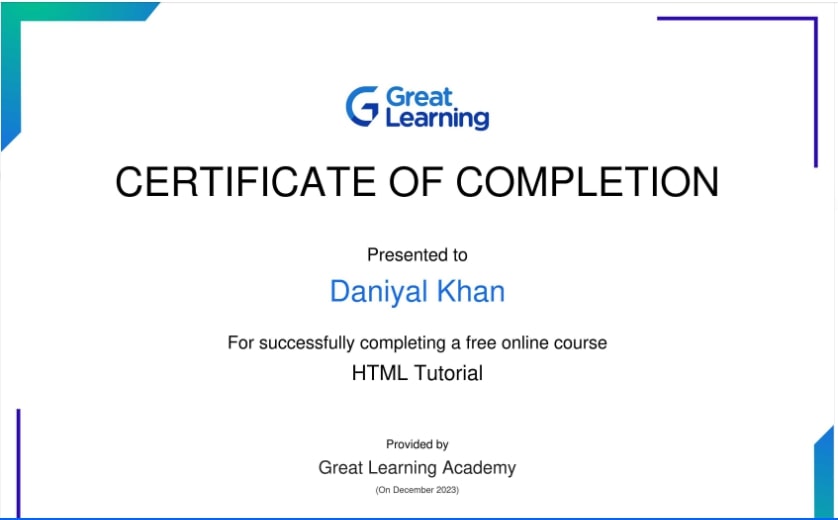 Great
Learning
CERTIFICATE OF COMPLETION
Presented to
Daniyal Khan
For successfully completing a free online course
HTML Tutorial
Provided by
Great Learning Academy
(On December 2023)